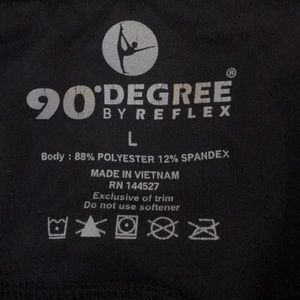 90°DEGREE®
BY REFLEX
L
Body : 88% POLYESTER 12% SPANDEX
MADE IN VIETNAM
RN 144527
Exclusive of trim
Do not use softener